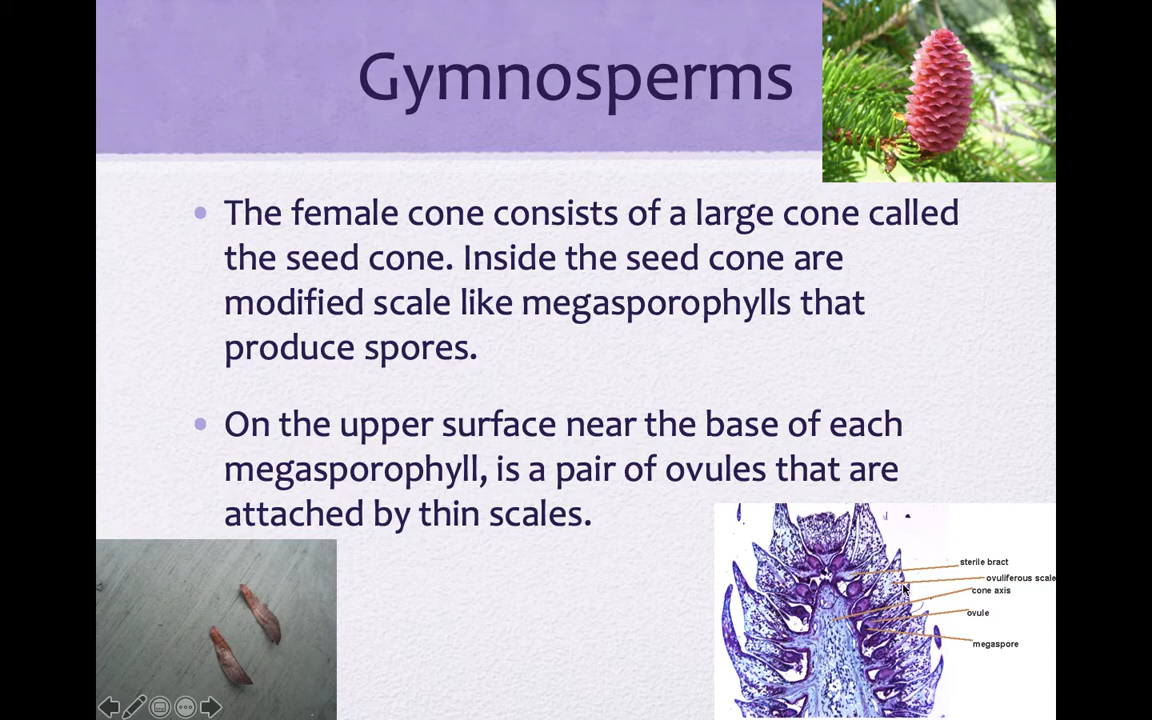 Gymnosperms
• The female cone consists of a large cone called
the seed cone. Inside the seed cone are
modified scale like megasporophylls that
produce spores.
• On the upper surface near the base of each
megasporophyll, is a pair of ovules that are
attached by thin scales.
sterile bract
ovuliferous scale
cone axis
ovule
megaspore